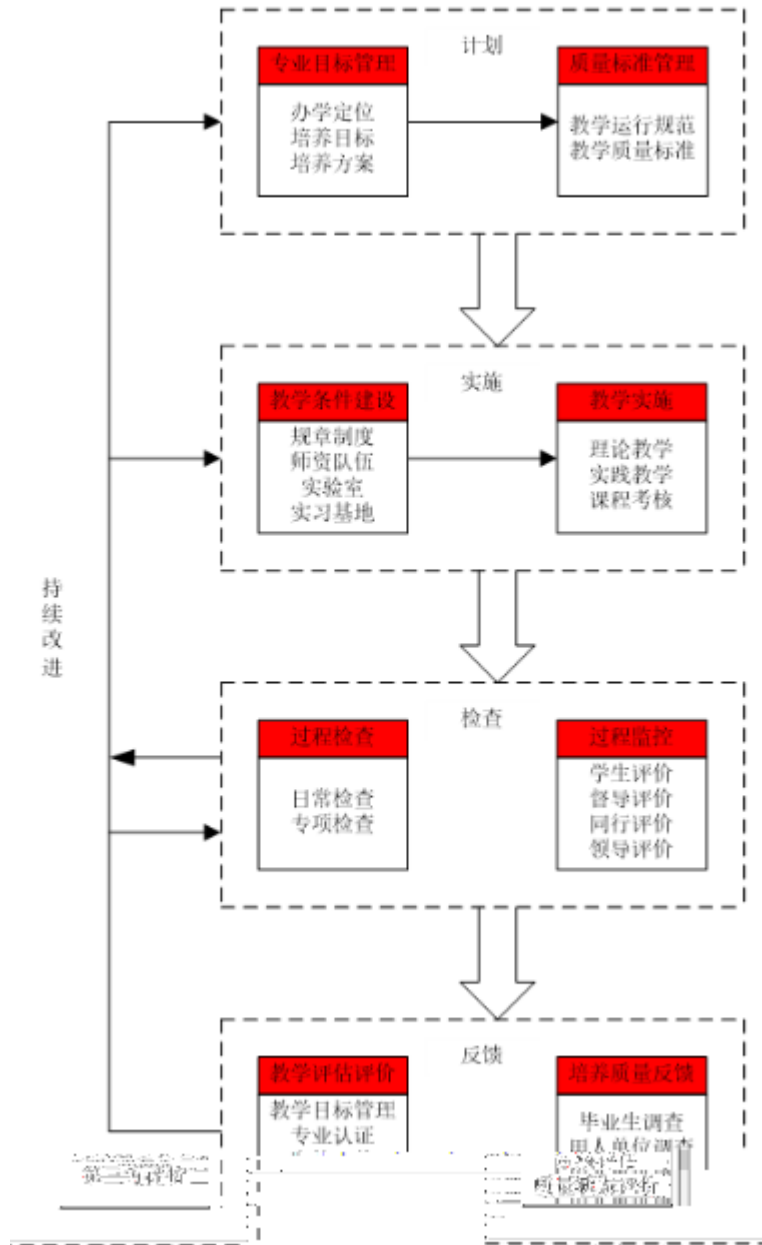 计划
专业目标管理
办学定位
培养目标
培养方案
质量标准管理
教学运行规范
教学质量标准
实施
教学条件建设
规章制度
师资队伍
实验室
实习基地
教学实施
理论教学
实践教学
课程考核
持续改进
检查
过程检查
日常检查
专项检查
过程监控
学生评价
督导评价
同行评价
领导评价
反馈
教学评估评价
教学目标管理
专业认证
培养质量反馈
毕业生调查
用人单位调查